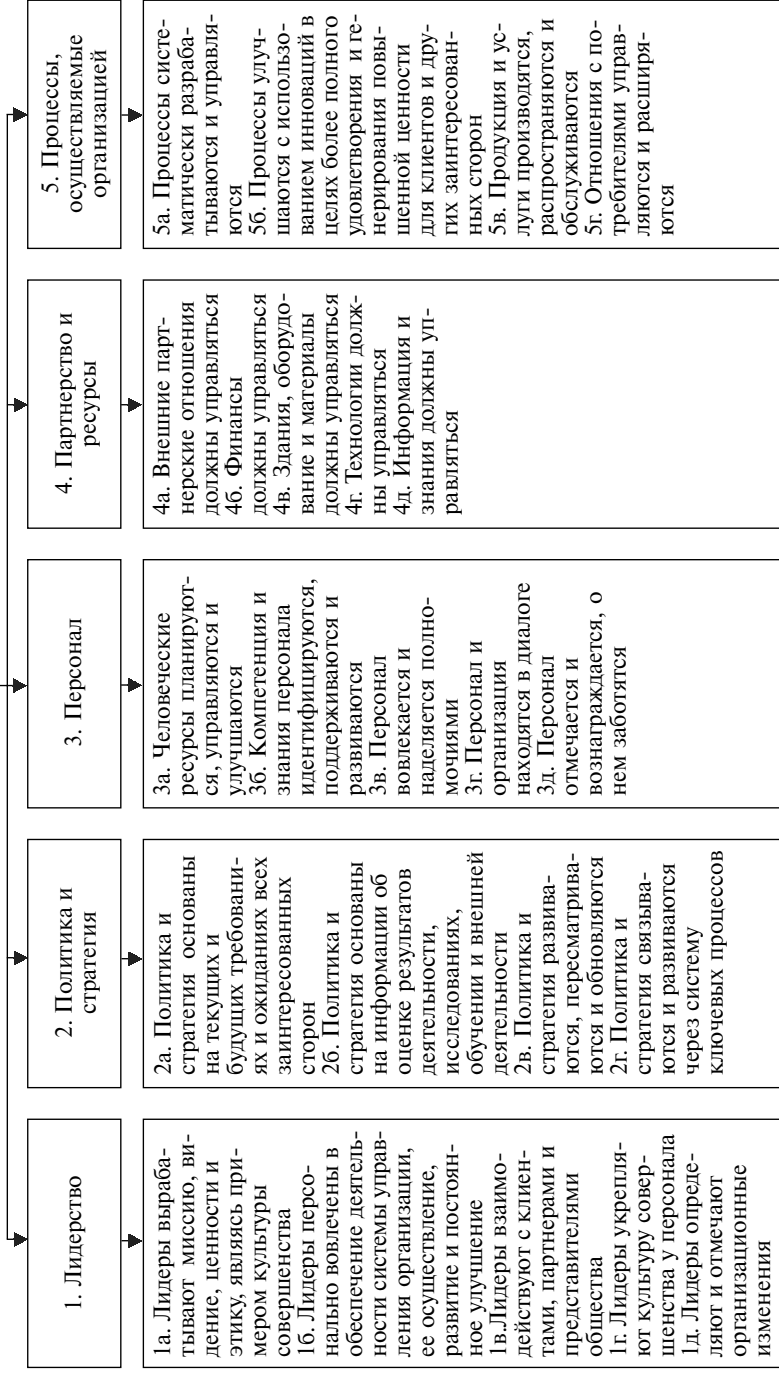 1. Лидерство
1а. Лидеры выраба-
тывают миссию, ви-
дение, ценности и
этику, являясь при-
мером культуры
совершенства
1б. Лидеры персо-
нально вовлечены в
обеспечение деятель-
ности системы управ-
ления организации,
ее осуществление,
развитие и постоян-
ное улучшение
1в.Лидеры взаимо-
действуют с клиен-
тами, партнерами и
представителями
общества
1г. Лидеры укрепля-
ют культуру совер-
шенства у персонала
1д. Лидеры опреде-
ляют и отмечают
организационные
изменения
2. Политика и
стратегия
2а. Политика и
стратегия основаны
на текущих и
будущих требовани-
ях и ожиданиях всех
заинтересованных
сторон
2б. Политика и
стратегия основаны
на информации об
оценке результатов
деятельности,
исследованиях,
обучении и внешней
деятельности
2в. Политика и
стратегия развива-
ются, пересматрива-
ются и обновляются
2г. Политика и
стратегия связыва-
ются и развиваются
через систему
ключевых процессов
3. Персонал
3а. Человеческие
ресурсы планируют-
ся, управляются и
улучшаются
3б. Компетенция и
знания персонала
идентифицируются,
поддерживаются и
развиваются
3в. Персонал
вовлекается и
наделяется полно-
мочиями
3г. Персонал и
организация
находятся в диалоге
3д. Персонал
отмечается и
вознаграждается, о
нем заботятся
4. Партнерство и
ресурсы
4а. Внешние парт-
нерские отношения
должны управляться
4б. Финансы
должны управляться
4в. Здания, оборудо-
вание и материалы
должны управляться
4г. Технологии долж-
ны управляться
4д. Информация и
знания должны уп-
равляться
5. Процессы,
осуществляемые
организацией
5а. Процессы систе-
матически разраба-
тываются и управля-
ются
5б. Процессы улуч-
шаются с использо-
ванием инноваций в
целях более полного
удовлетворения и ге-
нерирования повы-
шенной ценности
для клиентов и дру-
гих заинтересован-
ных сторон
5в. Продукция и ус-
луги производятся,
распространяются и
обслуживаются
5г. Отношения с по-
требителями управ-
ляются и расширя-
ются